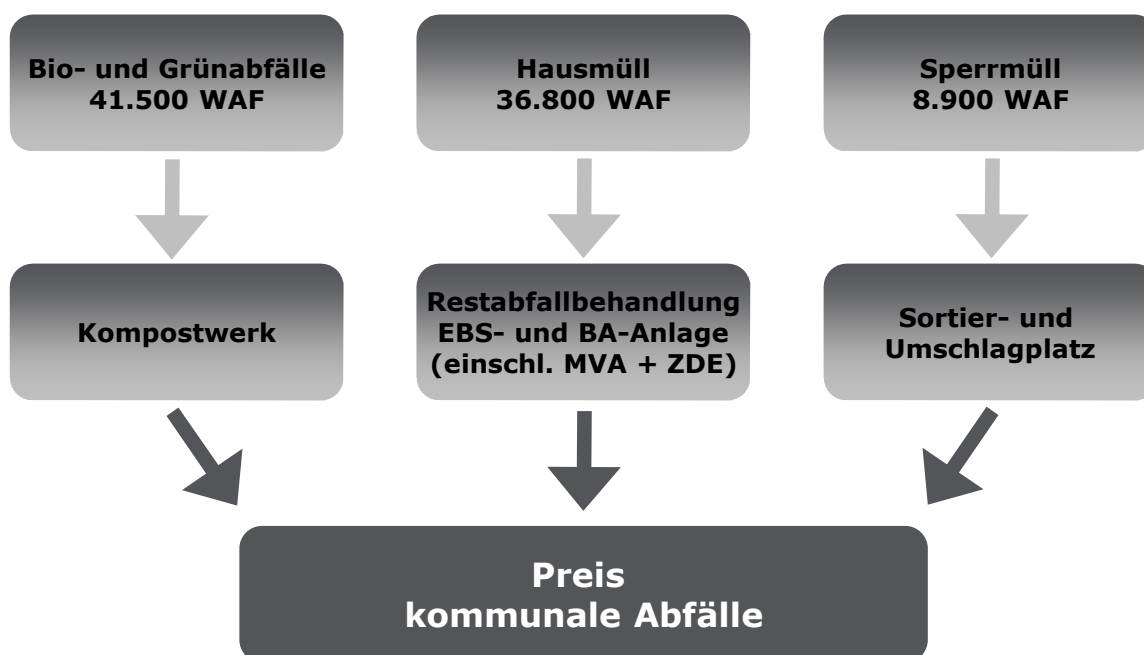 Bio- und Grünabfälle
41.500 WAF
Hausmüll
36.800 WAF
Sperrmüll
8.900 WAF
Kompostwerk
Restabfallbehandlung
EBS- und BA-Anlage
(einschl. MVA + ZDE)
Sortier- und
Umschlagplatz
Preis
kommunale Abfälle